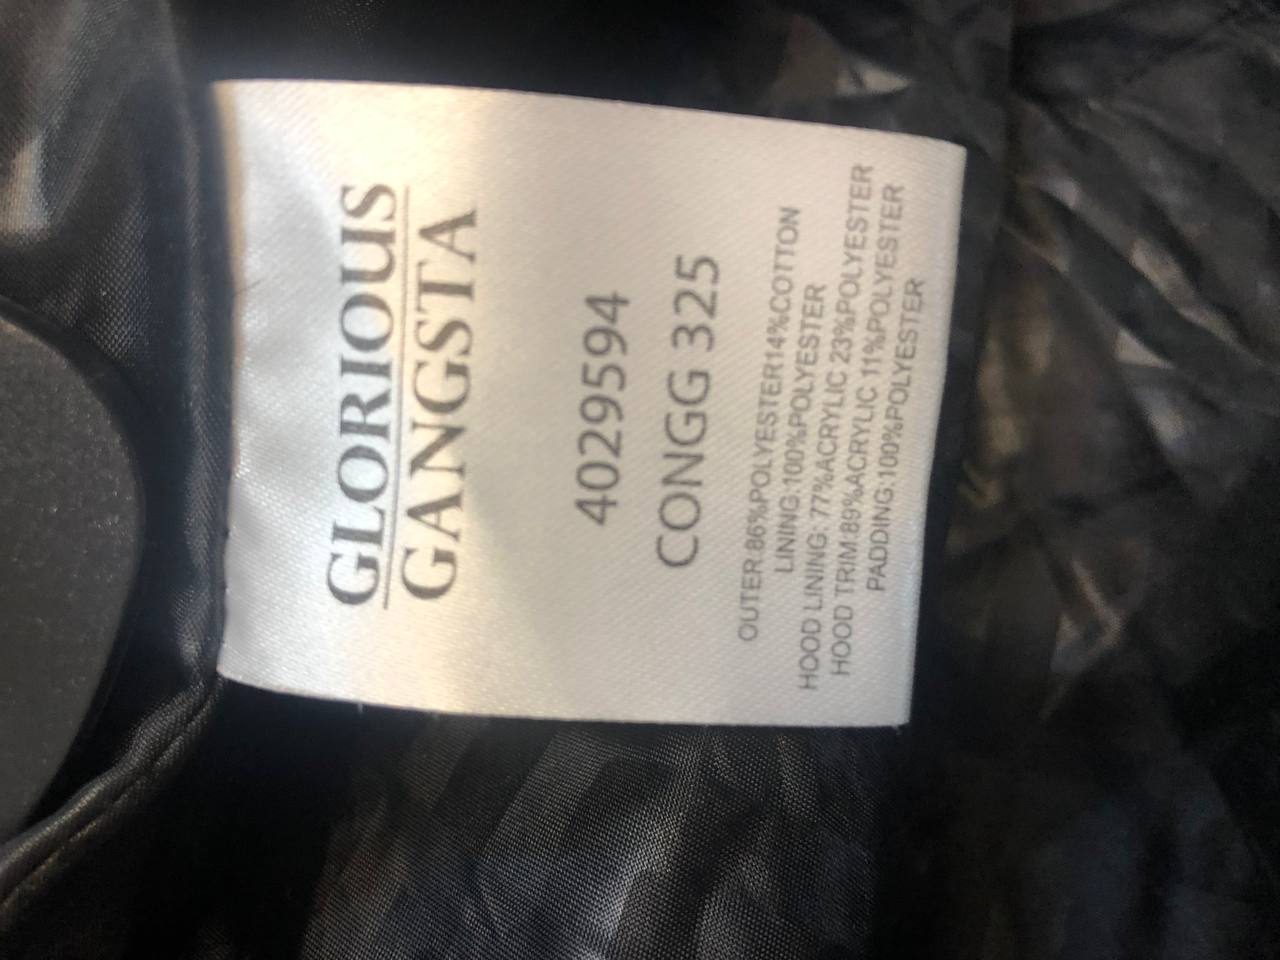 GLORIOUS
GANGSTA
4029594
CONGG 325
OUTER:86%POLYESTER14%COTTON
LINING:100%POLYESTER
HOOD LINING: 77%ACRYLIC 23%POLYESTER
HOOD TRIM:89%ACRYLIC 11%POLYESTER
PADDING:100%POLYESTER